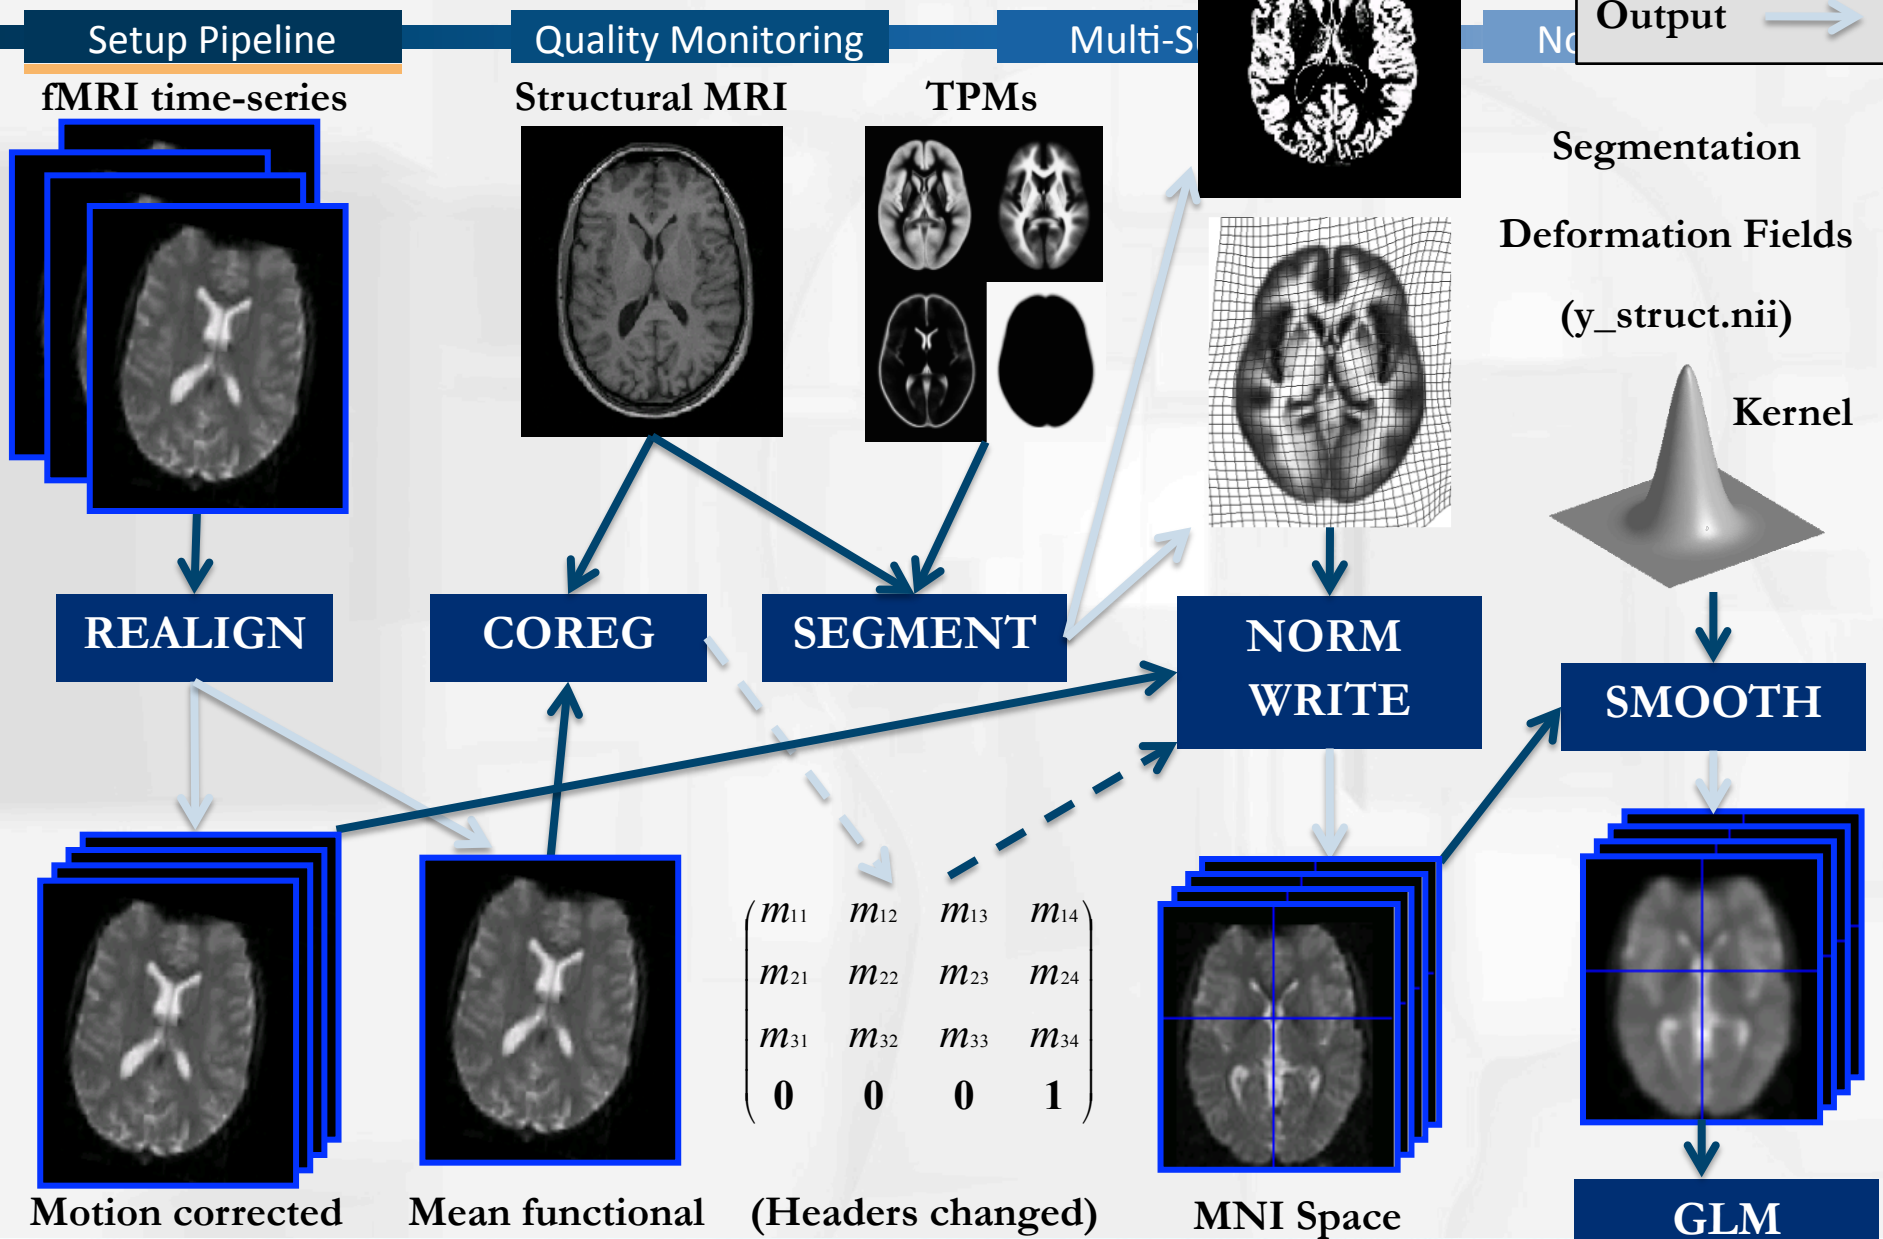 Setup Pipeline
Quality Monitoring
Output
fMRI time-series
Structural MRI
TPMs
Segmentation
Deformation Fields
(y_struct.nii)
Kernel
REALIGN
COREG
SEGMENT
NORM
WRITE
SMOOTH
m11 m12 m13 m14
m21 m22 m23 m24
m31 m32 m33 m34
0 0 0 1
Motion corrected
Mean functional
(Headers changed)
MNI Space
GLM